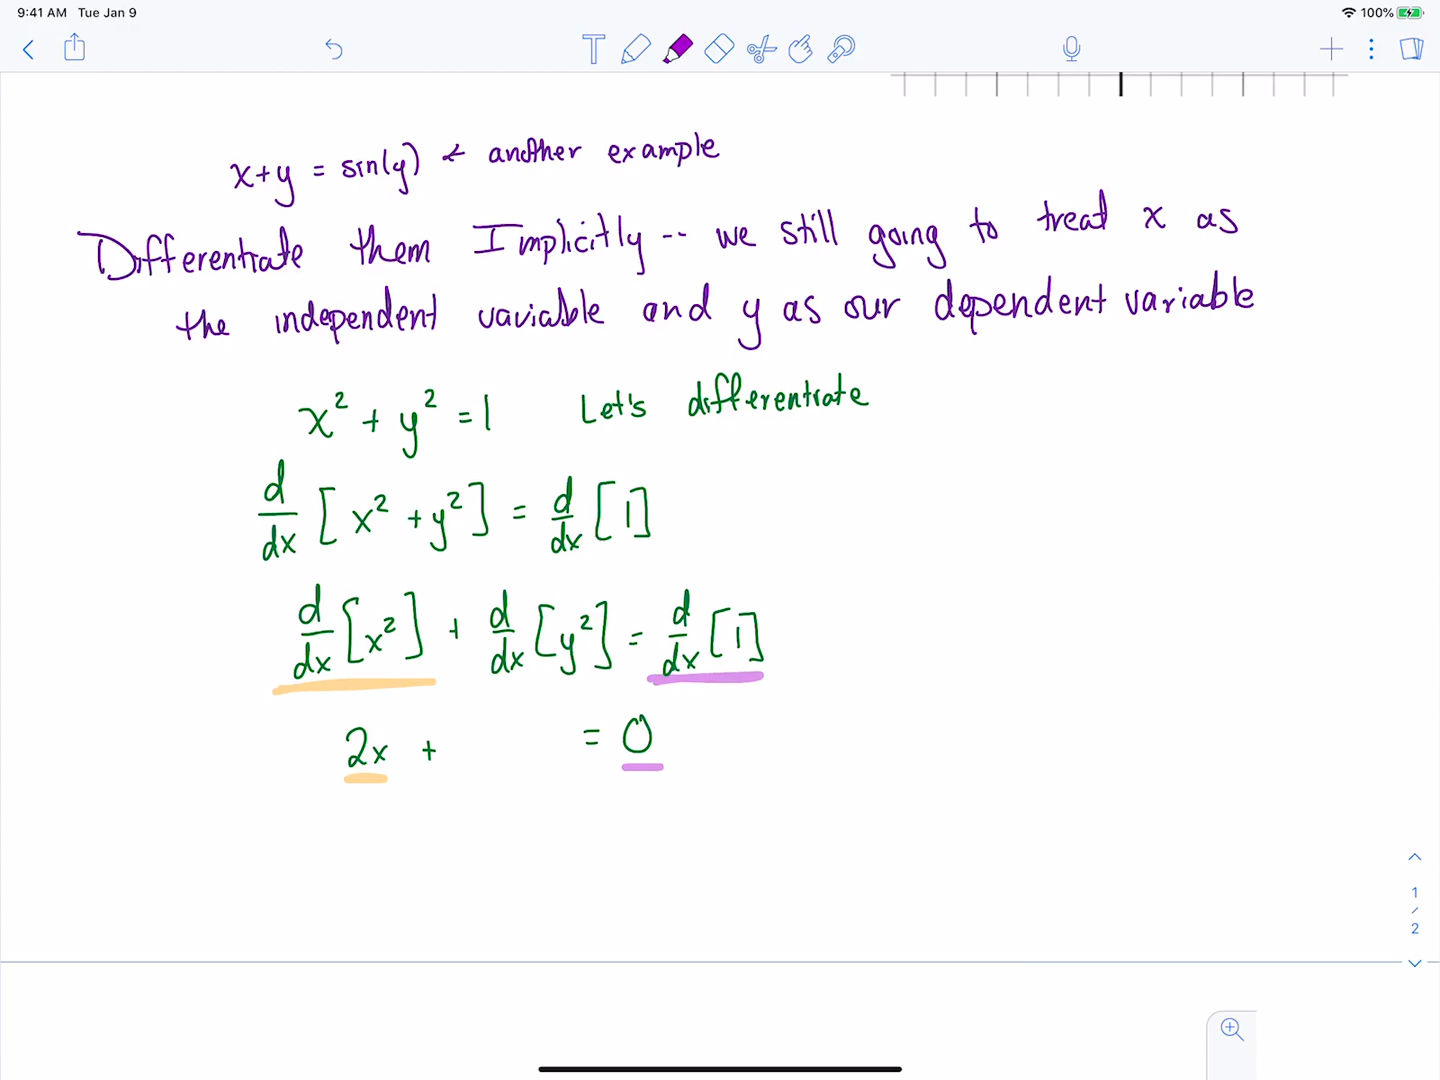 9:41 AM Tue Jan 9 100%
T
x+y = sin(y) ← another example
Differentiate them Implicitly -- we still going to treat x as
the independent variable and y as our dependent variable
x² + y² = 1 Let's differentiate
d/dx [x² + y²] = d/dx [1]
d/dx [x²] + d/dx [y²] = d/dx [1]
2x + = 0
1
/
2